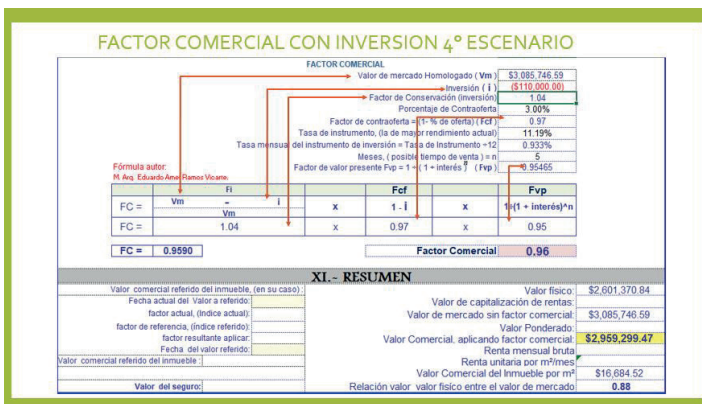 FACTOR COMERCIAL CON INVERSION 4º ESCENARIO
FACTOR COMERCIAL
Valor de mercado Homologado ( Vm ) $3,085,746.59
Inversión ( i ) ($110,000.00)
Factor de Conservación (inversión) 1.04
Porcentaje de Contraoferta 3.00%
Factor de contraoferta = (1- % de oferta) ( Fcf ) 0.97
Tasa de instrumento, (la de mayor rendimiento actual) 11.19%
Tasa mensual del instrumento de inversión = Tasa de Instrumento ÷12 0.933%
Meses, ( posible tiempo de venta ) = n 5
Fórmula autor: Factor de valor presente Fvp = 1 ÷ ( 1 + interés )n ( Fvp ) 0.95465
M. Arq. Eduardo Ramos Vicarte.
Fi Fcf Fvp
FC = Vm - i x 1 - i x 1÷(1 + interés)^n
Vm
FC = 1.04 x 0.97 x 0.95
FC = 0.9590 Factor Comercial 0.96
XI.- RESUMEN
Valor comercial referido del inmueble, (en su caso) : Valor físico: $2,601,370.84
Fecha actual del Valor a referido: Valor de capitalización de rentas:
factor actual, (Indice actual): Valor de mercado sin factor comercial: $3,085,746.59
factor de referencia, (índice referido): Valor Ponderado:
factor resultante aplicar: Valor Comercial. aplicando factor comercial: $2,959,299.47
Fecha del valor referido: Renta mensual bruta
Valor comercial referido del inmueble : Renta unitaria por m²/mes
Valor Comercial del Inmueble por m² $16,684.52
Valor del seguro: Relación valor valor físico entre el valor de mercado 0.88